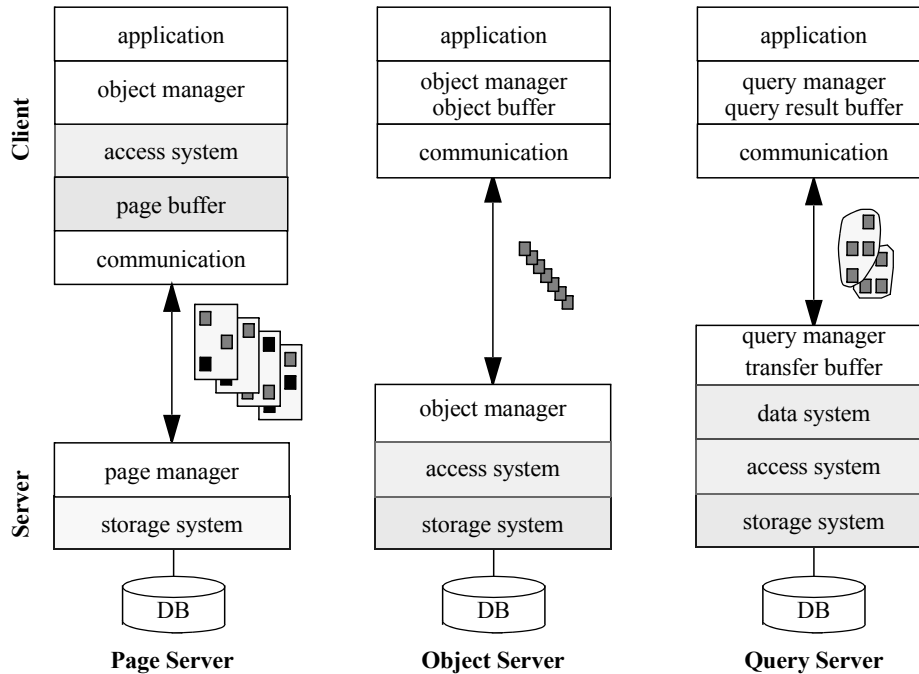 Client
Server
application
object manager
access system
page buffer
communication
page manager
storage system
DB
Page Server
application
object manager
object buffer
communication
object manager
access system
storage system
DB
Object Server
application
query manager
query result buffer
communication
query manager
transfer buffer
data system
access system
storage system
DB
Query Server